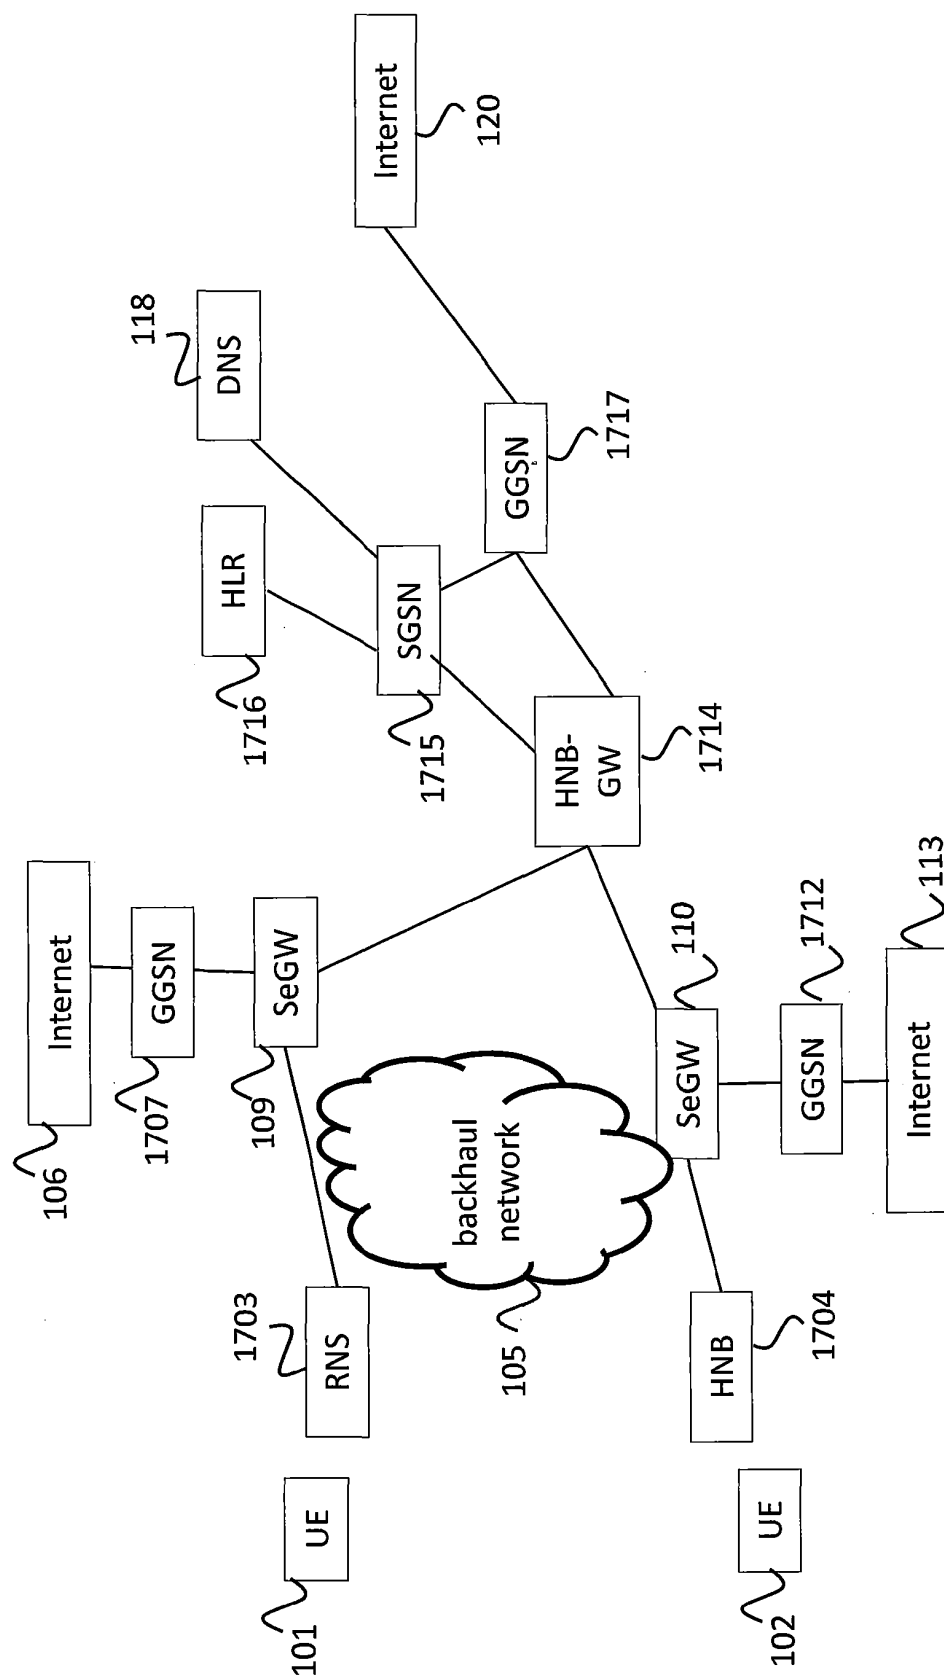 106
Internet
1707
GGSN
118
1716
HLR
DNS
1703
109
SeGW
101
UE
RNS
1715
SGSN
Internet
120
backhaul
network
105
GGSN
1717
HNB-
GW
1714
SeGW
110
HNB
1704
UE
102
GGSN
1712
Internet
113